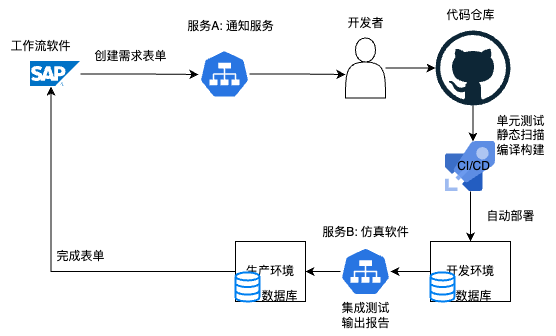 代码仓库
服务A: 通知服务
开发者
工作流软件
创建需求表单
SAP
单元测试
静态扫描
编译构建
CI/CD
自动部署
服务B: 仿真软件
完成表单
生产环境
数据库
开发环境
数据库
集成测试
输出报告